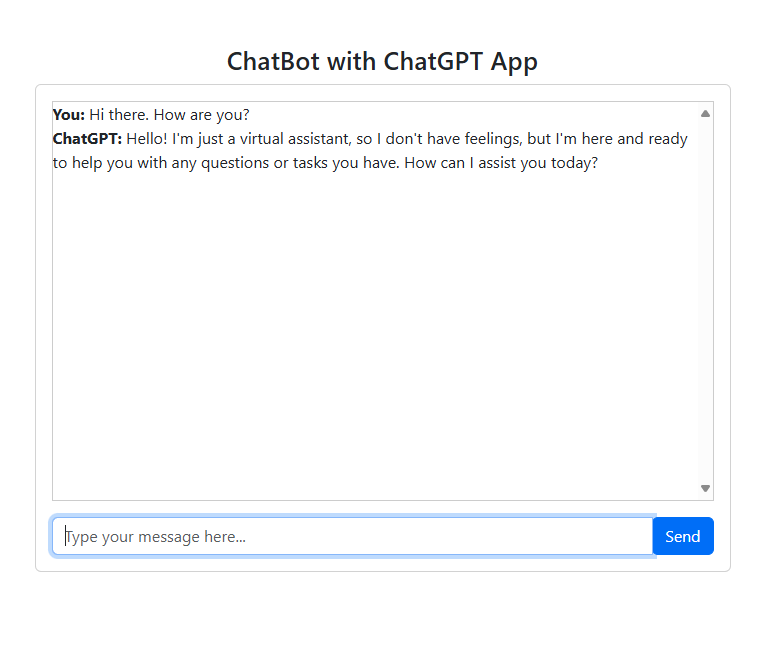 ChatBot with ChatGPT App
You: Hi there. How are you?
ChatGPT: Hello! I'm just a virtual assistant, so I don't have feelings, but I'm here and ready
to help you with any questions or tasks you have. How can I assist you today?
Type your message here...
Send